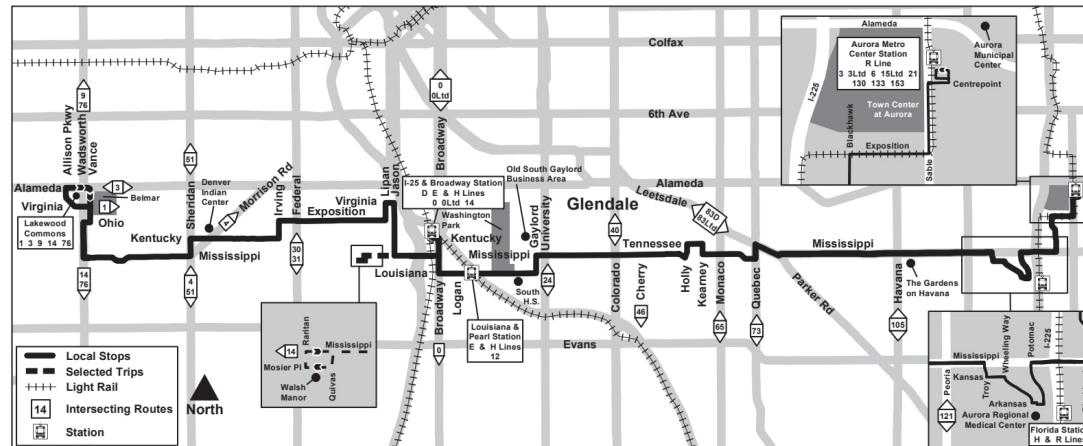 Colfax
6th Ave
Alameda
9
76
Allison Pkwy
Wadsworth
Vance
Alameda
3
Belmar
1
Virginia
Ohio
Lakewood
Commons
1 3 9 14 76
14
76
Kentucky
51
Sheridan
Denver
Indian
Center
4
Morrison Rd
Mississippi
4
51
Irving
Federal
Exposition
Virginia
30
31
Lipan
Jason
Louisiana
0
0Ltd
Broadway
I-25 & Broadway Station
D E & H Lines
0 0Ltd 14
Washington
Park
Kentucky
Mississippi
Broadway
0
Logan
Louisiana &
Pearl Station
E & H Lines
12
Old South Gaylord
Business Area
Gaylord
University
South H.S.
24
Evans
Glendale
Leetsdale
83D
83Ltd
40
Colorado
Cherry
46
Tennessee
Holly
Kearney
Monaco
65
Quebec
73
Mississippi
Parker Rd
Havana
105
The Gardens
on Havana
Raritan
Mississippi
14
Mosier Pl
Walsh
Manor
Quivas
Local Stops
Selected Trips
Light Rail
14
Intersecting Routes
Station
North
Alameda
Aurora Metro
Center Station
R Line
3 3Ltd 6 15Ltd 21
130 133 153
Aurora
Municipal
Center
Centrepoint
I-225
Town Center
at Aurora
Blackhawk
Exposition
Sable
Mississippi
Wheeling Way
Potomac
I-225
Kansas
Troy
Peoria
121
Arkansas
Aurora Regional
Medical Center
Florida Stati
H & R Lines